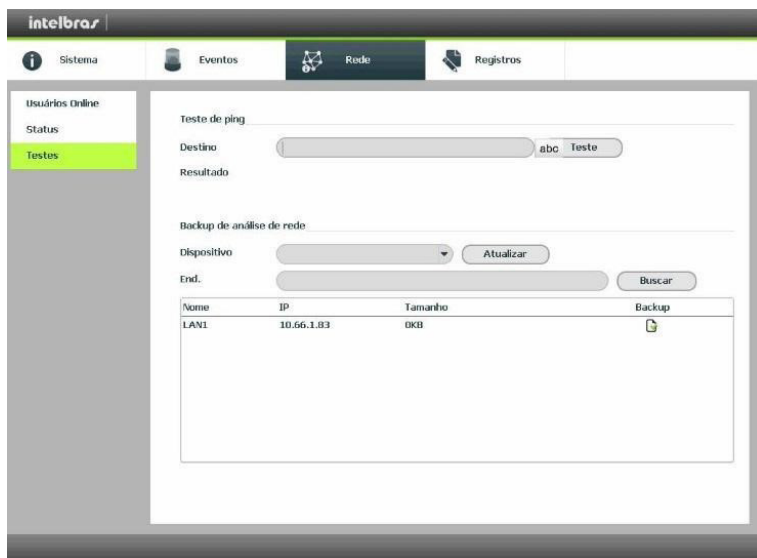 intelbras
Sistema
Eventos
Rede
Registros
Usuários Online
Status
Testes
Teste de ping
Destino
abc
Teste
Resultado
Backup de análise de rede
Dispositivo
Atualizar
End.
Buscar
Nome IP Tamanho Backup
LAN1 10.66.1.83 0KB